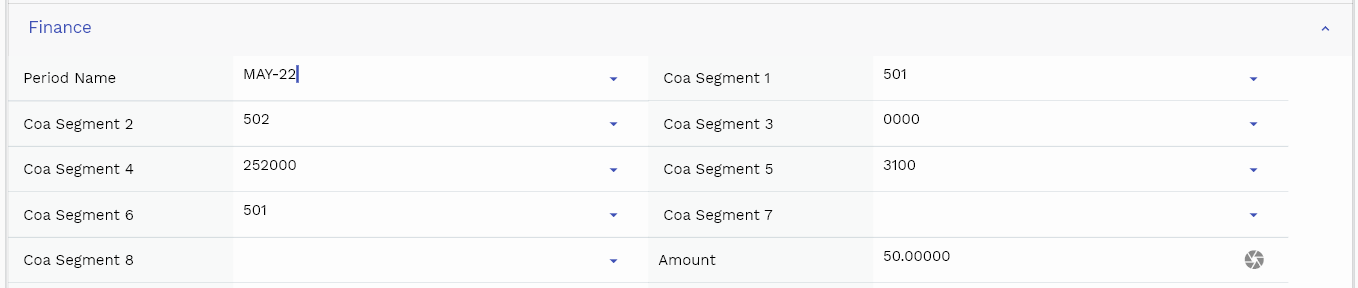 Finance
Period Name MAY-22 Coa Segment 1 501
Coa Segment 2 502 Coa Segment 3 0000
Coa Segment 4 252000 Coa Segment 5 3100
Coa Segment 6 501 Coa Segment 7
Coa Segment 8 Amount 50.00000